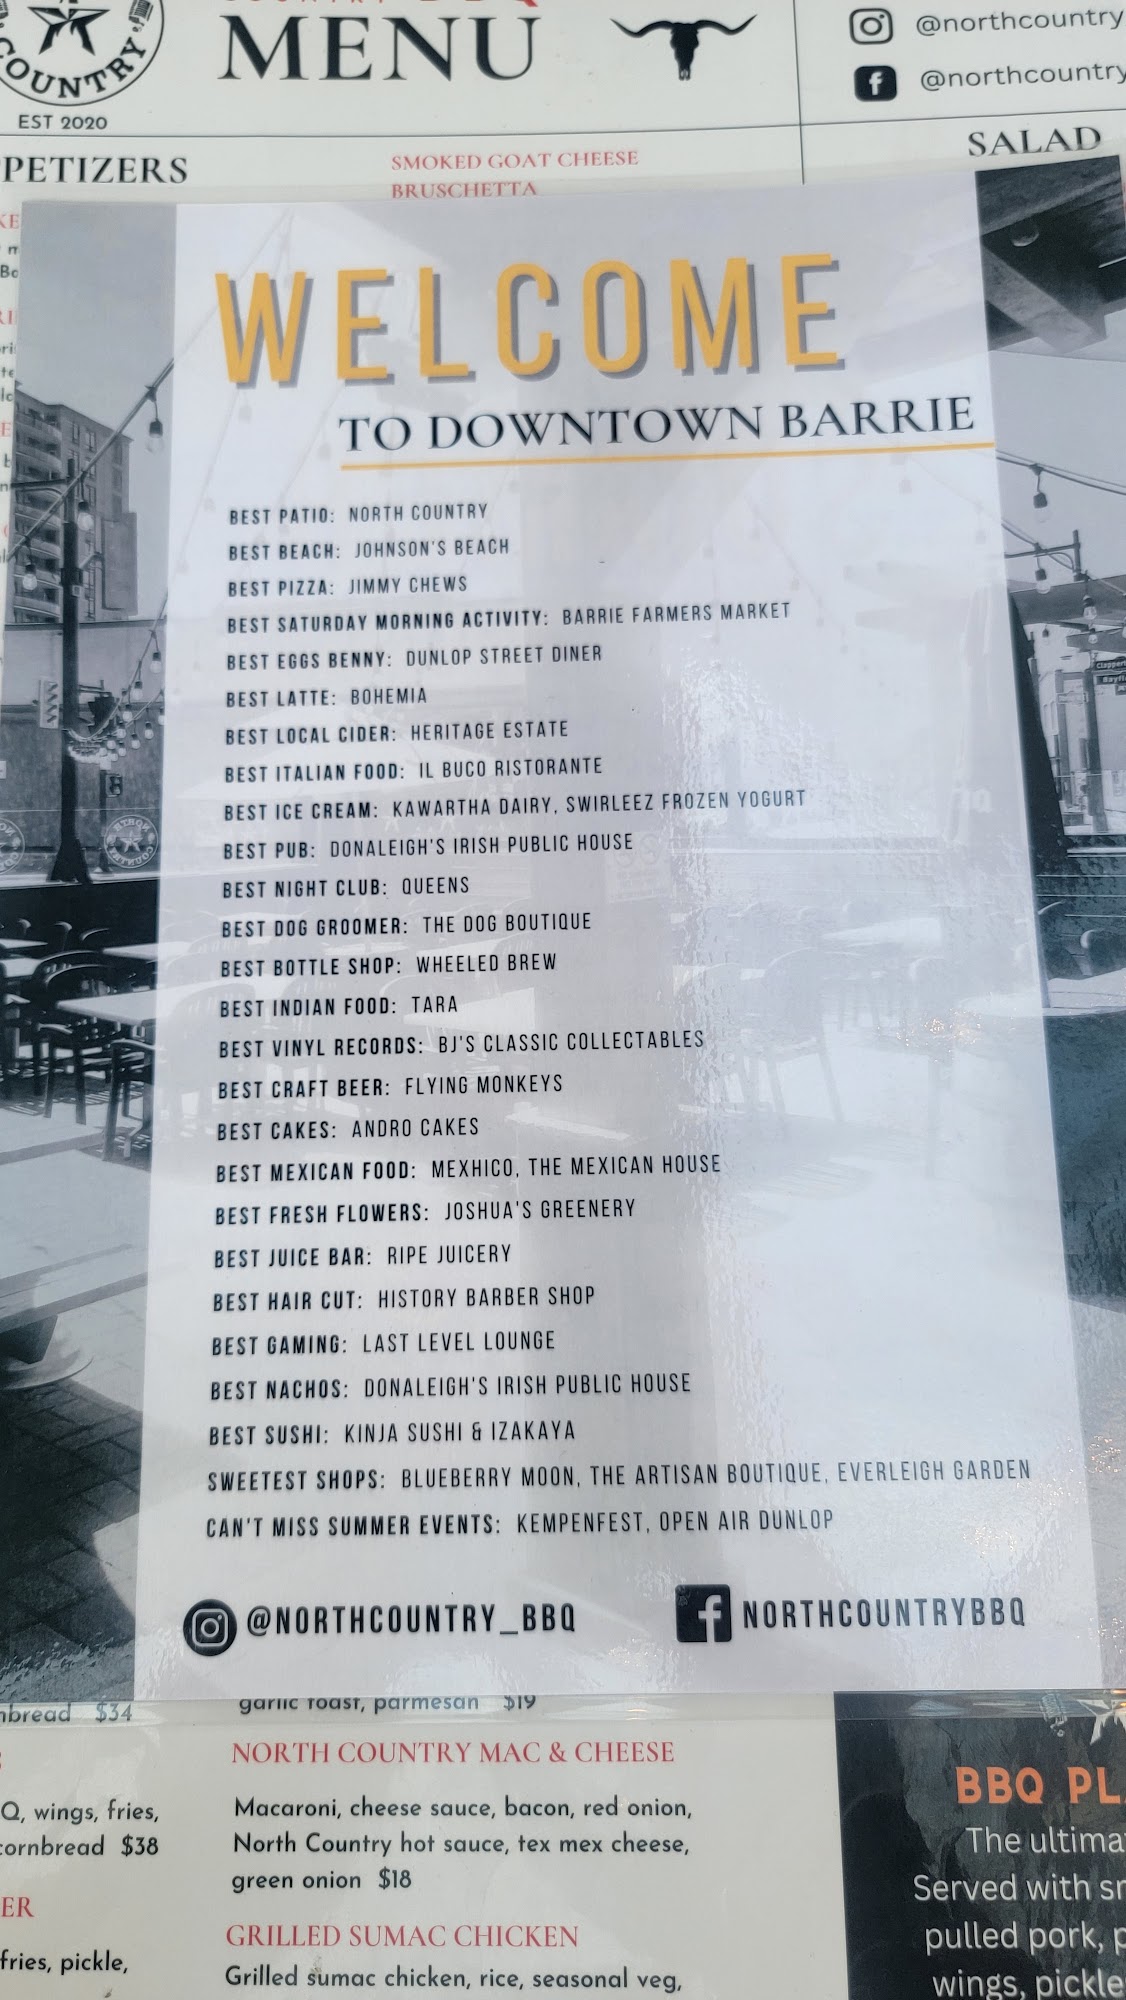 COUNTRY BBQ
MENU
COUNTRY
EST 2020
@northcountry
@northcountry
PETIZERS
SMOKED GOAT CHEESE
BRUSCHETTA
SALAD
WELCOME
TO DOWNTOWN BARRIE
BEST PATIO: NORTH COUNTRY
BEST BEACH: JOHNSON'S BEACH
BEST PIZZA: JIMMY CHEWS
BEST SATURDAY MORNING ACTIVITY: BARRIE FARMERS MARKET
BEST EGGS BENNY: DUNLOP STREET DINER
BEST LATTE: BOHEMIA
BEST LOCAL CIDER: HERITAGE ESTATE
BEST ITALIAN FOOD: IL BUCO RISTORANTE
BEST ICE CREAM: KAWARTHA DAIRY, SWIRLEEZ FROZEN YOGURT
BEST PUB: DONALEIGH'S IRISH PUBLIC HOUSE
BEST NIGHT CLUB: QUEENS
BEST DOG GROOMER: THE DOG BOUTIQUE
BEST BOTTLE SHOP: WHEELED BREW
BEST INDIAN FOOD: TARA
BEST VINYL RECORDS: BJ'S CLASSIC COLLECTABLES
BEST CRAFT BEER: FLYING MONKEYS
BEST CAKES: ANDRO CAKES
BEST MEXICAN FOOD: MEXHICO, THE MEXICAN HOUSE
BEST FRESH FLOWERS: JOSHUA'S GREENERY
BEST JUICE BAR: RIPE JUICERY
BEST HAIR CUT: HISTORY BARBER SHOP
BEST GAMING: LAST LEVEL LOUNGE
BEST NACHOS: DONALEIGH'S IRISH PUBLIC HOUSE
BEST SUSHI: KINJA SUSHI & IZAKAYA
SWEETEST SHOPS: BLUEBERRY MOON, THE ARTISAN BOUTIQUE, EVERLEIGH GARDEN
CAN'T MISS SUMMER EVENTS: KEMPENFEST, OPEN AIR DUNLOP
@NORTHCOUNTRY_BBQ
NORTHCOUNTRYBBQ
nbread $34
Q, wings, fries,
cornbread $38
ER
fries, pickle,
garlic toast, parmesan $19
NORTH COUNTRY MAC & CHEESE
Macaroni, cheese sauce, bacon, red onion,
North Country hot sauce, tex mex cheese,
green onion $18
GRILLED SUMAC CHICKEN
Grilled sumac chicken, rice, seasonal veg,
BBQ PL
The ultima
Served with sm
pulled pork, p
wings, pickle